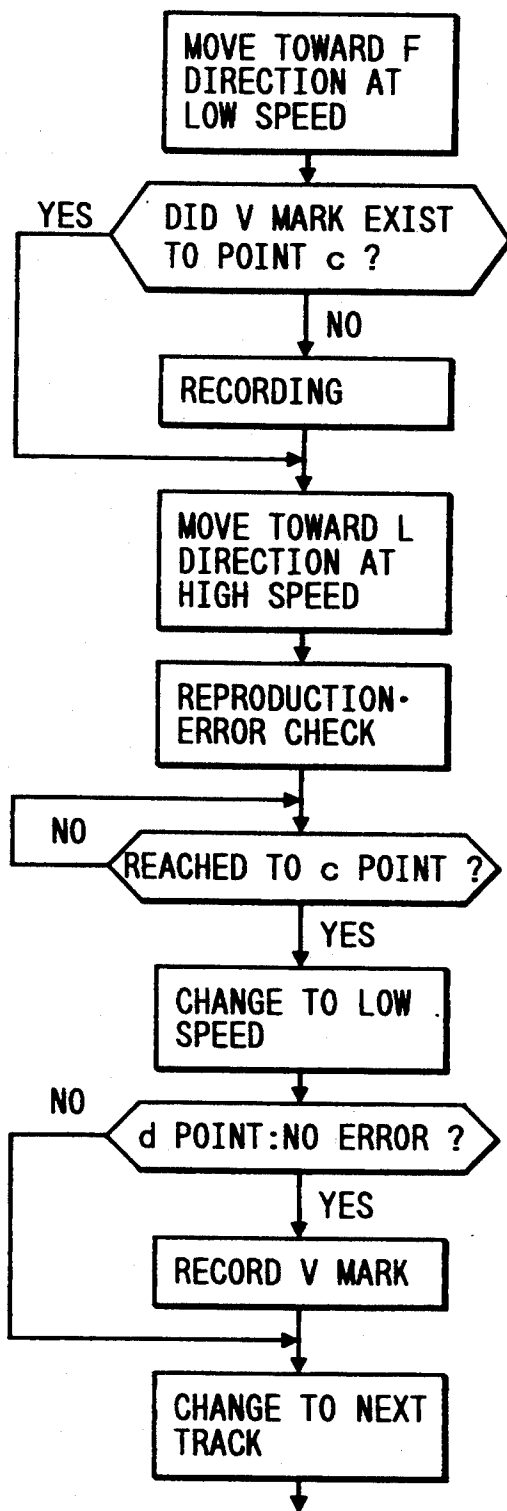 MOVE TOWARD F
DIRECTION AT
LOW SPEED
YES
DID V MARK EXIST
TO POINT c ?
NO
RECORDING
MOVE TOWARD L
DIRECTION AT
HIGH SPEED
REPRODUCTION·
ERROR CHECK
NO
REACHED TO c POINT ?
YES
CHANGE TO LOW
SPEED
NO
d POINT:NO ERROR ?
YES
RECORD V MARK
CHANGE TO NEXT
TRACK